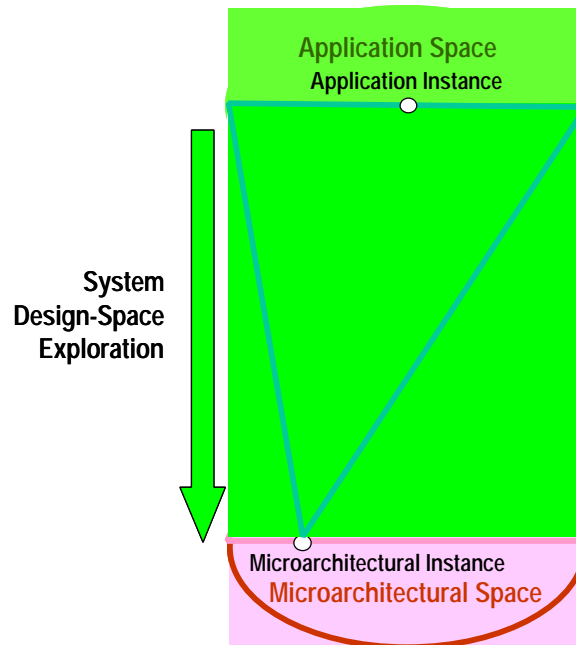 Application Space
Application Instance
System
Design-Space
Exploration
Microarchitectural Instance
Microarchitectural Space